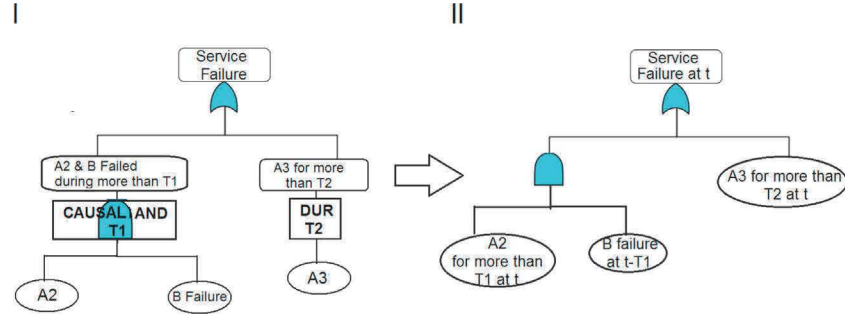 I
II
Service
Failure
Service
Failure at t
A2 & B Failed
during more than T1
A3 for more
than T2
A3 for more than
T2 at t
CAUSAL AND
T1
DUR
T2
A2
B Failure
A3
A2
for more than
T1 at t
B failure
at t-T1